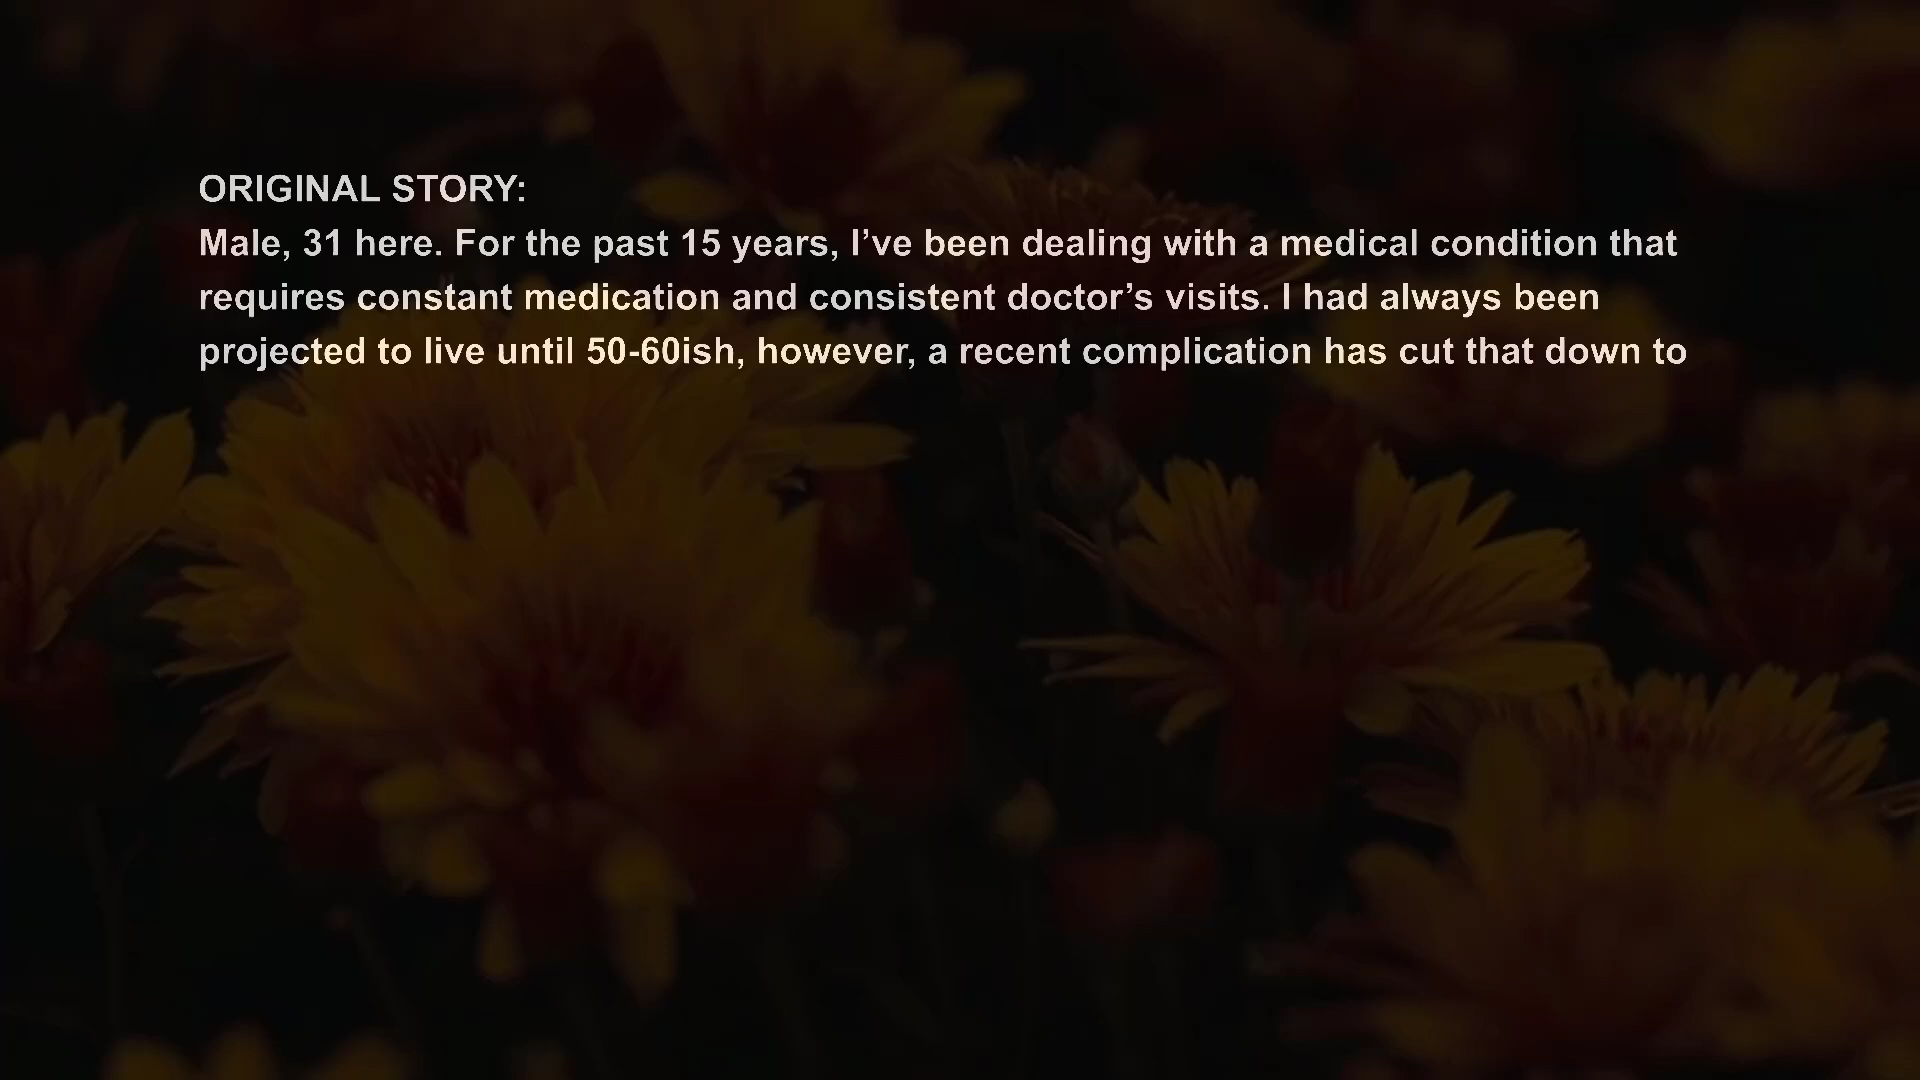 ORIGINAL STORY:
Male, 31 here. For the past 15 years, I’ve been dealing with a medical condition that
requires constant medication and consistent doctor’s visits. I had always been
projected to live until 50-60ish, however, a recent complication has cut that down to